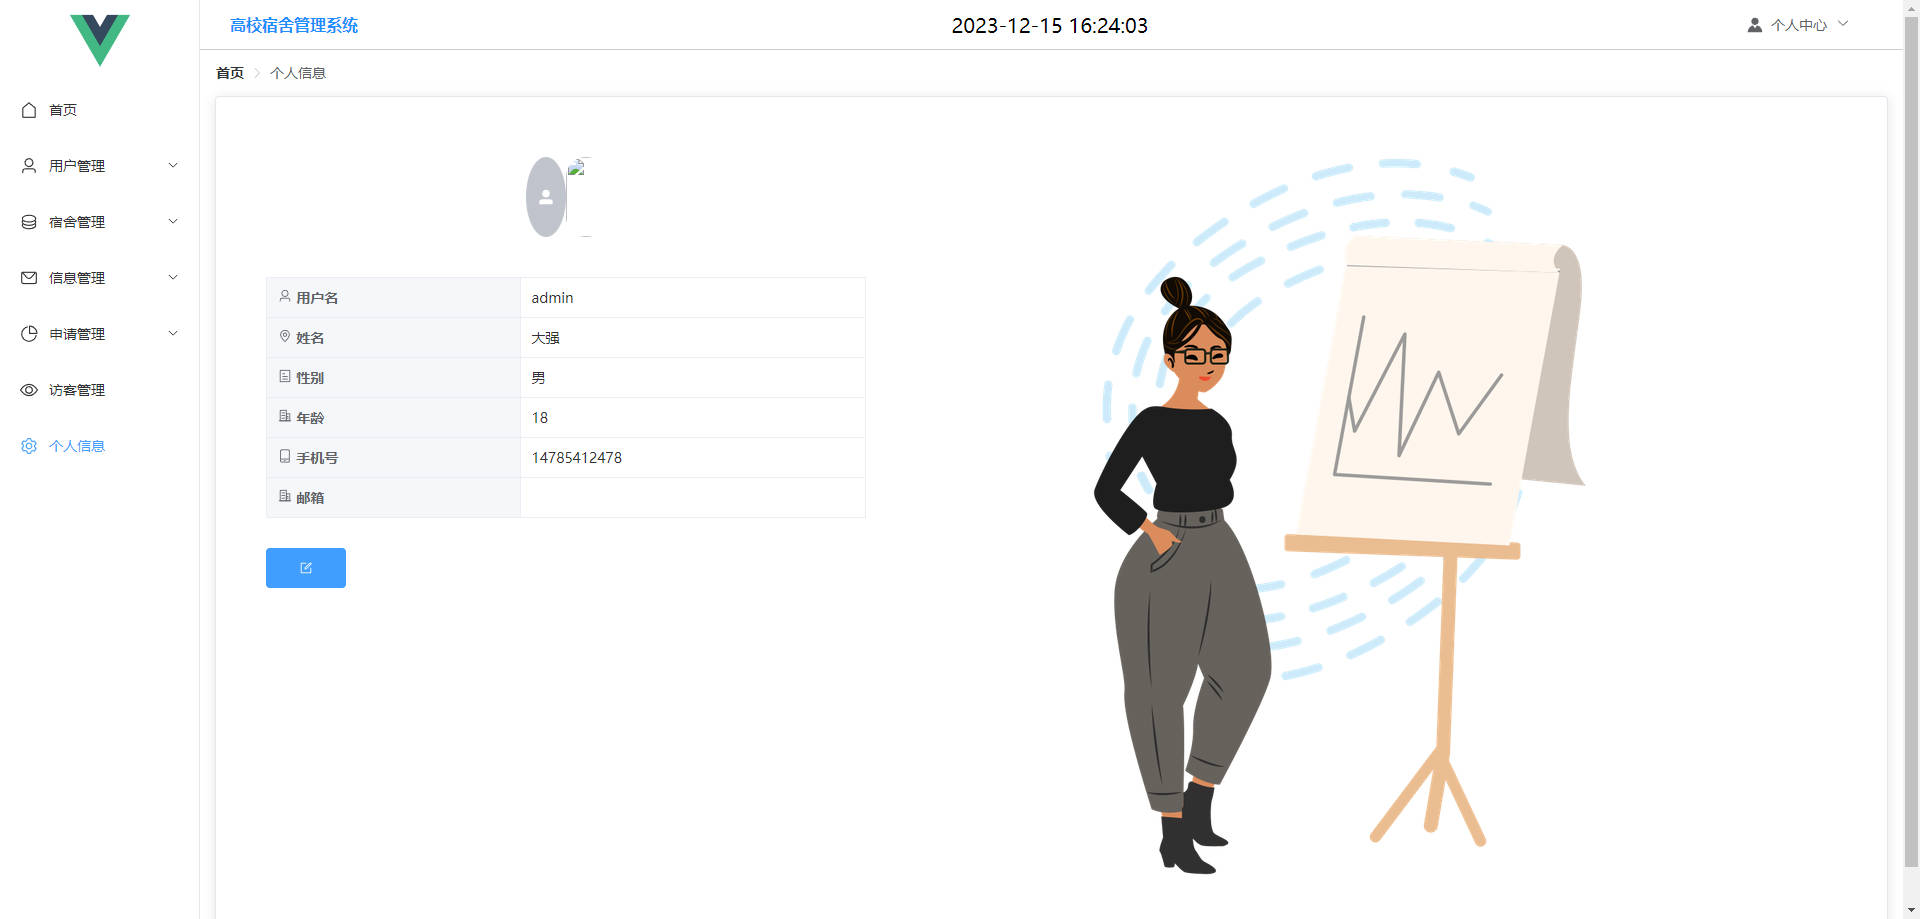 高校宿舍管理系统
2023-12-15 16:24:03
个人中心
首页
个人信息
首页
用户管理
宿舍管理
信息管理
申请管理
访客管理
个人信息
用户名 admin
姓名 大强
性别 男
年龄 18
手机号 14785412478
邮箱